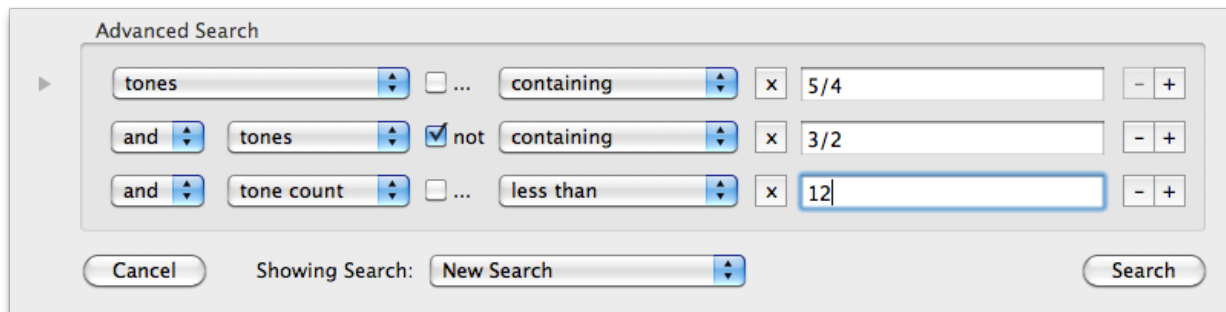 Advanced Search
tones ... containing x 5/4 - +
and tones not containing x 3/2 - +
and tone count ... less than x 12 - +
Cancel Showing Search: New Search Search